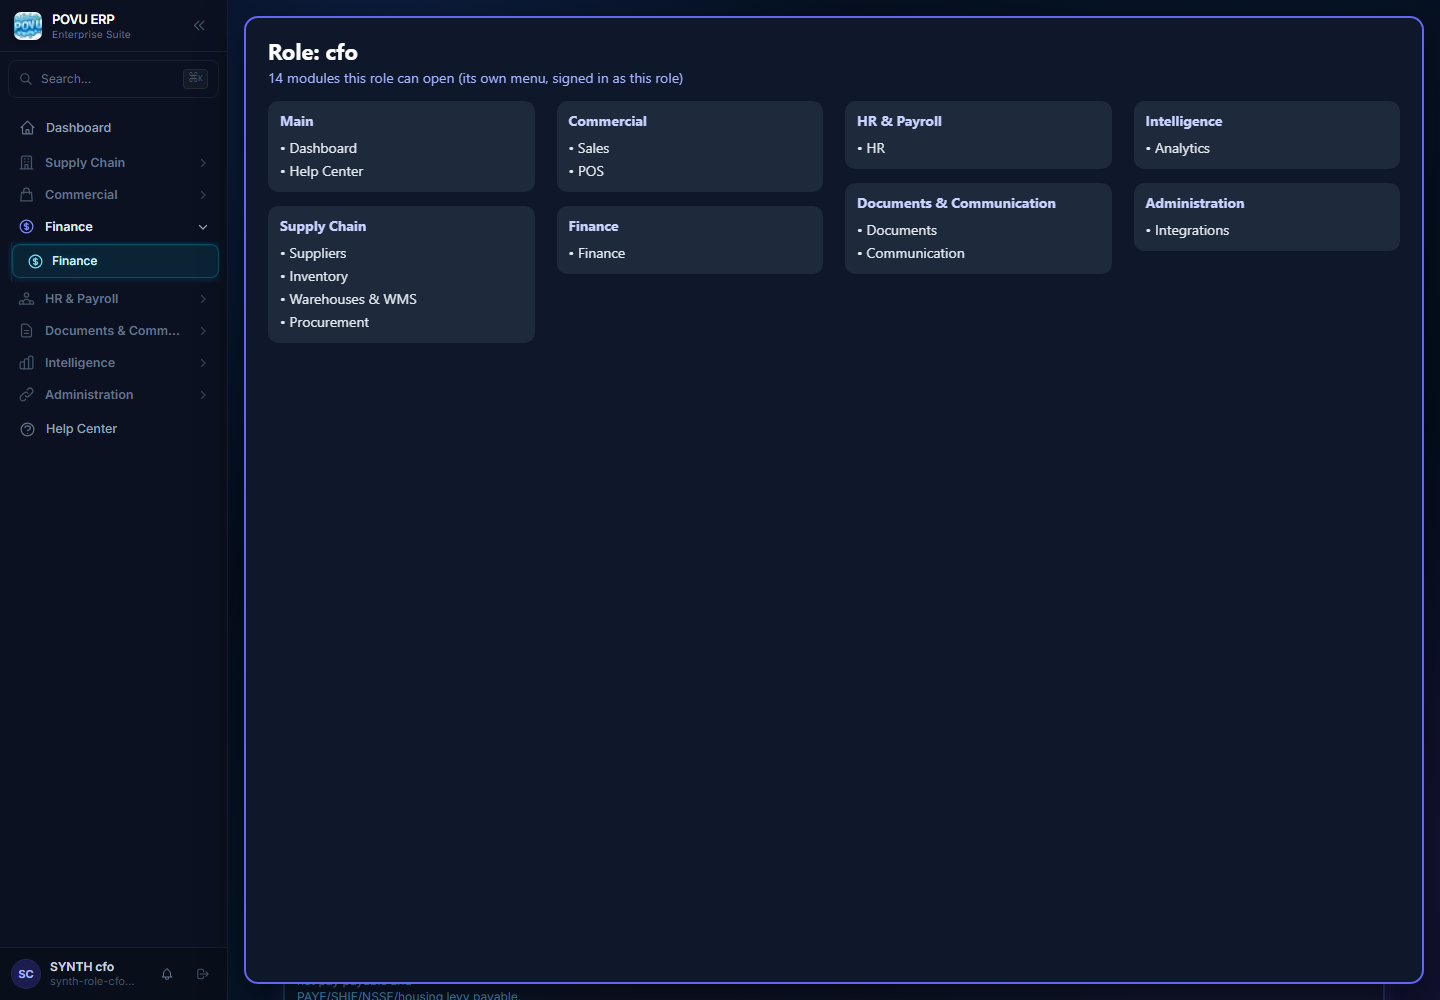 POVU ERP
Enterprise Suite
Search...
⌘K
Dashboard
Supply Chain
Commercial
Finance
Finance
HR & Payroll
Documents & Comm...
Intelligence
Administration
Help Center
SC
SYNTH cfo
synth-role-cfo...
Role: cfo
14 modules this role can open (its own menu, signed in as this role)
Main
• Dashboard
• Help Center
Supply Chain
• Suppliers
• Inventory
• Warehouses & WMS
• Procurement
Commercial
• Sales
• POS
Finance
• Finance
HR & Payroll
• HR
Documents & Communication
• Documents
• Communication
Intelligence
• Analytics
Administration
• Integrations
PAYE/SHIF/NSSF/housing levy payable.